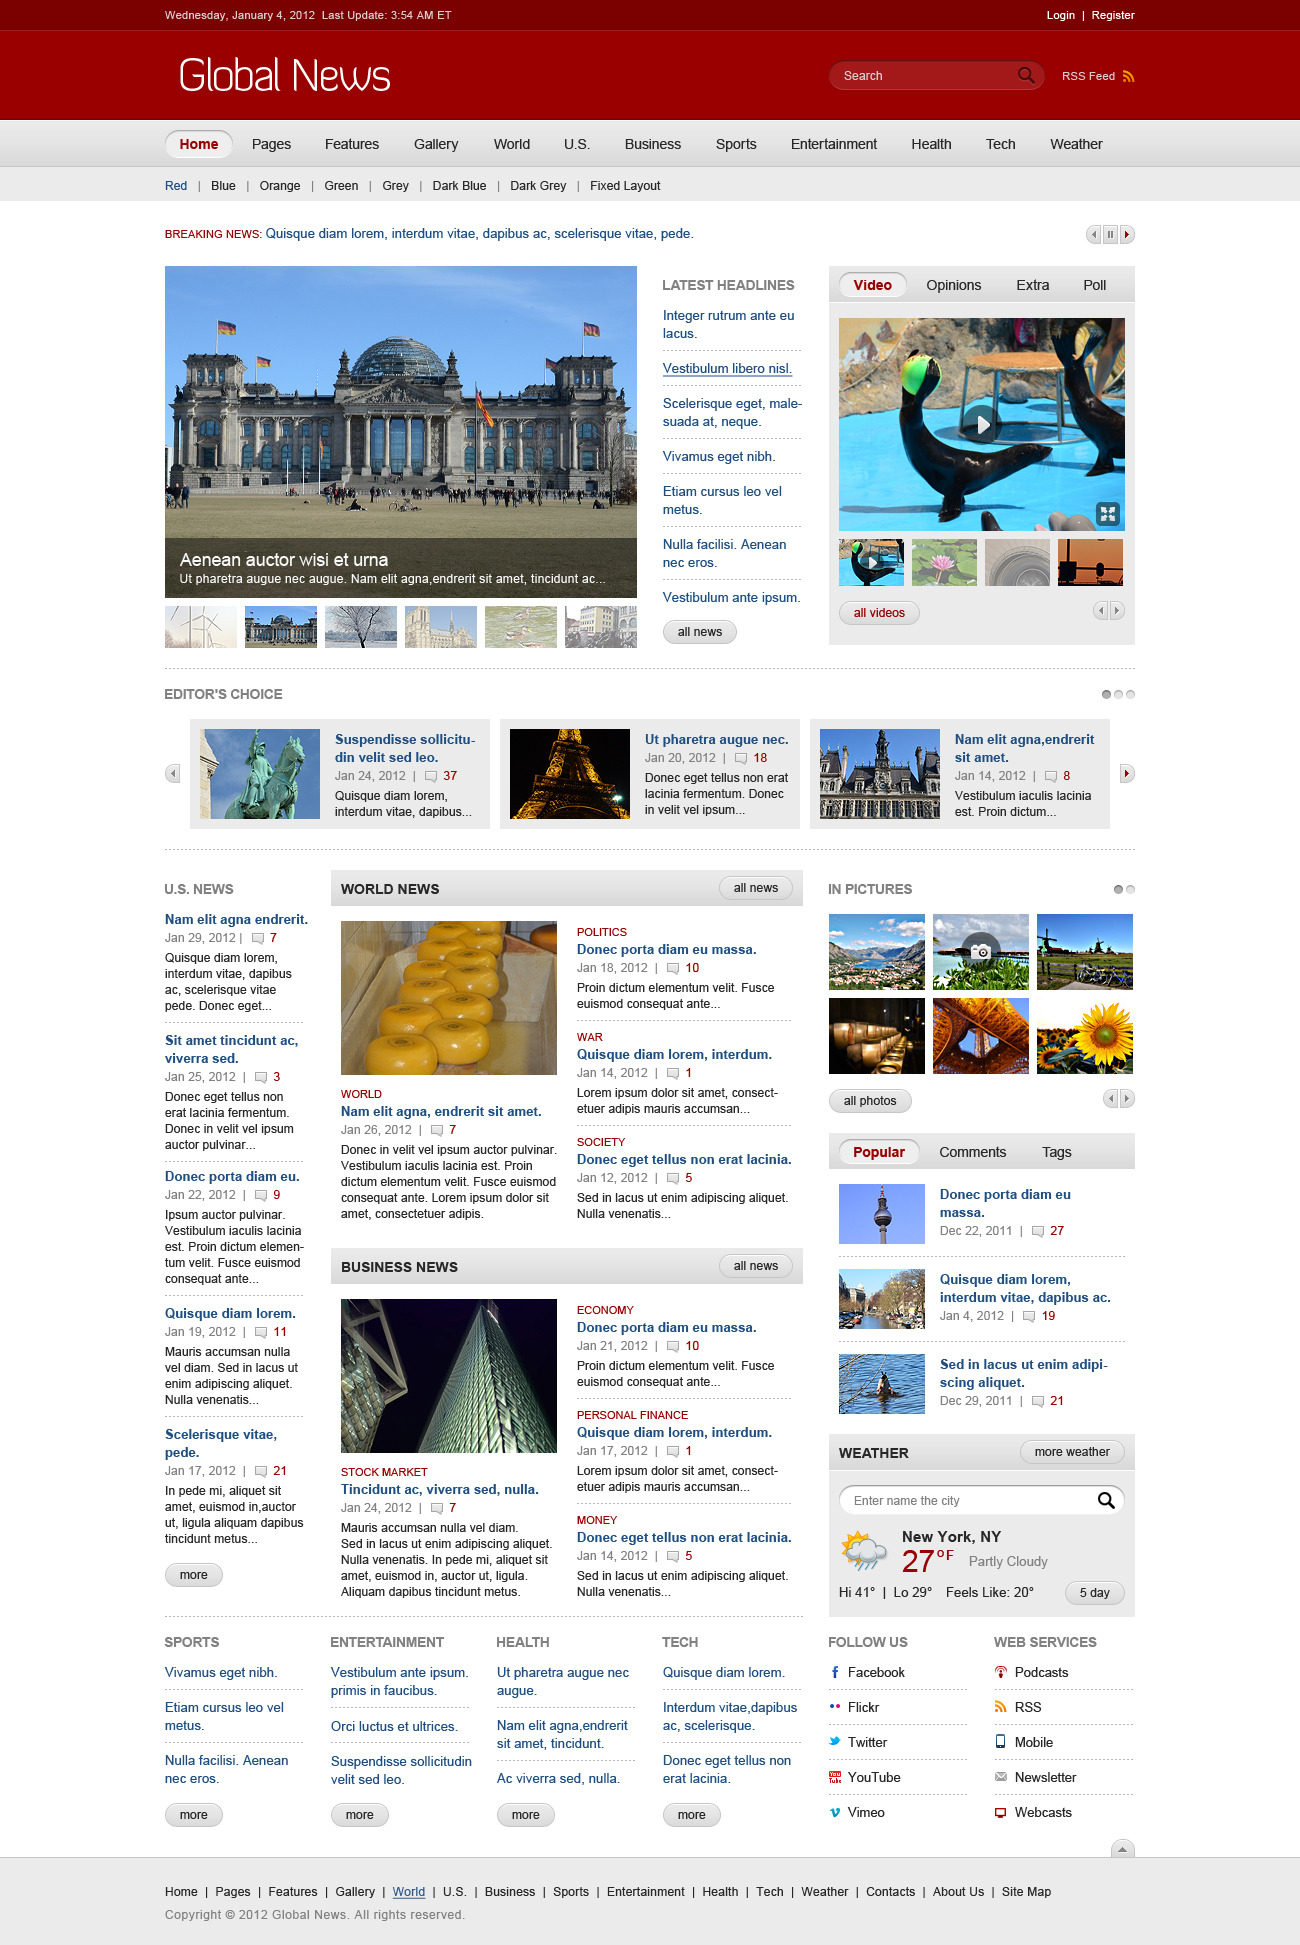 Wednesday, January 4, 2012 Last Update: 3:54 AM ET
Login | Register
Global News
Search
RSS Feed
Home Pages Features Gallery World U.S. Business Sports Entertainment Health Tech Weather
Red | Blue | Orange | Green | Grey | Dark Blue | Dark Grey | Fixed Layout
BREAKING NEWS: Quisque diam lorem, interdum vitae, dapibus ac, scelerisque vitae, pede.
Aenean auctor wisi et urna
Ut pharetra augue nec augue. Nam elit agna,endrerit sit amet, tincidunt ac...
LATEST HEADLINES
Integer rutrum ante eu
lacus.
Vestibulum libero nisl.
Scelerisque eget, male-
suada at, neque.
Vivamus eget nibh.
Etiam cursus leo vel
metus.
Nulla facilisi. Aenean
nec eros.
Vestibulum ante ipsum.
all news
Video Opinions Extra Poll
all videos
EDITOR'S CHOICE
Suspendisse sollicitu-
din velit sed leo.
Jan 24, 2012 | 37
Quisque diam lorem,
interdum vitae, dapibus...
Ut pharetra augue nec.
Jan 20, 2012 | 18
Donec eget tellus non erat
lacinia fermentum. Donec
in velit vel ipsum...
Nam elit agna,endrerit
sit amet.
Jan 14, 2012 | 8
Vestibulum iaculis lacinia
est. Proin dictum...
U.S. NEWS
Nam elit agna endrerit.
Jan 29, 2012 | 7
Quisque diam lorem,
interdum vitae, dapibus
ac, scelerisque vitae
pede. Donec eget...
Sit amet tincidunt ac,
viverra sed.
Jan 25, 2012 | 3
Donec eget tellus non
erat lacinia fermentum.
Donec in velit vel ipsum
auctor pulvinar...
Donec porta diam eu.
Jan 22, 2012 | 9
Ipsum auctor pulvinar.
Vestibulum iaculis lacinia
est. Proin dictum elemen-
tum velit. Fusce euismod
consequat ante...
Quisque diam lorem.
Jan 19, 2012 | 11
Mauris accumsan nulla
vel diam. Sed in lacus ut
enim adipiscing aliquet.
Nulla venenatis...
Scelerisque vitae,
pede.
Jan 17, 2012 | 21
In pede mi, aliquet sit
amet, euismod in,auctor
ut, ligula aliquam dapibus
tincidunt metus...
more
WORLD NEWS
all news
WORLD
Nam elit agna, endrerit sit amet.
Jan 26, 2012 | 7
Donec in velit vel ipsum auctor pulvinar.
Vestibulum iaculis lacinia est. Proin
dictum elementum velit. Fusce euismod
consequat ante. Lorem ipsum dolor sit
amet, consectetuer adipis.
POLITICS
Donec porta diam eu massa.
Jan 18, 2012 | 10
Proin dictum elementum velit. Fusce
euismod consequat ante...
WAR
Quisque diam lorem, interdum.
Jan 14, 2012 | 1
Lorem ipsum dolor sit amet, consect-
etuer adipis mauris accumsan...
SOCIETY
Donec eget tellus non erat lacinia.
Jan 12, 2012 | 5
Sed in lacus ut enim adipiscing aliquet.
Nulla venenatis...
BUSINESS NEWS
all news
STOCK MARKET
Tincidunt ac, viverra sed, nulla.
Jan 24, 2012 | 7
Mauris accumsan nulla vel diam.
Sed in lacus ut enim adipiscing aliquet.
Nulla venenatis. In pede mi, aliquet sit
amet, euismod in, auctor ut, ligula.
Aliquam dapibus tincidunt metus.
ECONOMY
Donec porta diam eu massa.
Jan 21, 2012 | 10
Proin dictum elementum velit. Fusce
euismod consequat ante...
PERSONAL FINANCE
Quisque diam lorem, interdum.
Jan 17, 2012 | 1
Lorem ipsum dolor sit amet, consect-
etuer adipis mauris accumsan...
MONEY
Donec eget tellus non erat lacinia.
Jan 14, 2012 | 5
Sed in lacus ut enim adipiscing aliquet.
Nulla venenatis...
IN PICTURES
all photos
Popular Comments Tags
Donec porta diam eu
massa.
Dec 22, 2011 | 27
Quisque diam lorem,
interdum vitae, dapibus ac.
Jan 4, 2012 | 19
Sed in lacus ut enim adipi-
scing aliquet.
Dec 29, 2011 | 21
WEATHER
more weather
Enter name the city
New York, NY
27°F Partly Cloudy
Hi 41° | Lo 29° Feels Like: 20°
5 day
SPORTS
Vivamus eget nibh.
Etiam cursus leo vel
metus.
Nulla facilisi. Aenean
nec eros.
more
ENTERTAINMENT
Vestibulum ante ipsum.
primis in faucibus.
Orci luctus et ultrices.
Suspendisse sollicitudin
velit sed leo.
more
HEALTH
Ut pharetra augue nec
augue.
Nam elit agna,endrerit
sit amet, tincidunt.
Ac viverra sed, nulla.
more
TECH
Quisque diam lorem.
Interdum vitae,dapibus
ac, scelerisque.
Donec eget tellus non
erat lacinia.
more
FOLLOW US
Facebook
Flickr
Twitter
You Tube YouTube
Vimeo
WEB SERVICES
Podcasts
RSS
Mobile
Newsletter
Webcasts
Home | Pages | Features | Gallery | World | U.S. | Business | Sports | Entertainment | Health | Tech | Weather | Contacts | About Us | Site Map
Copyright © 2012 Global News. All rights reserved.